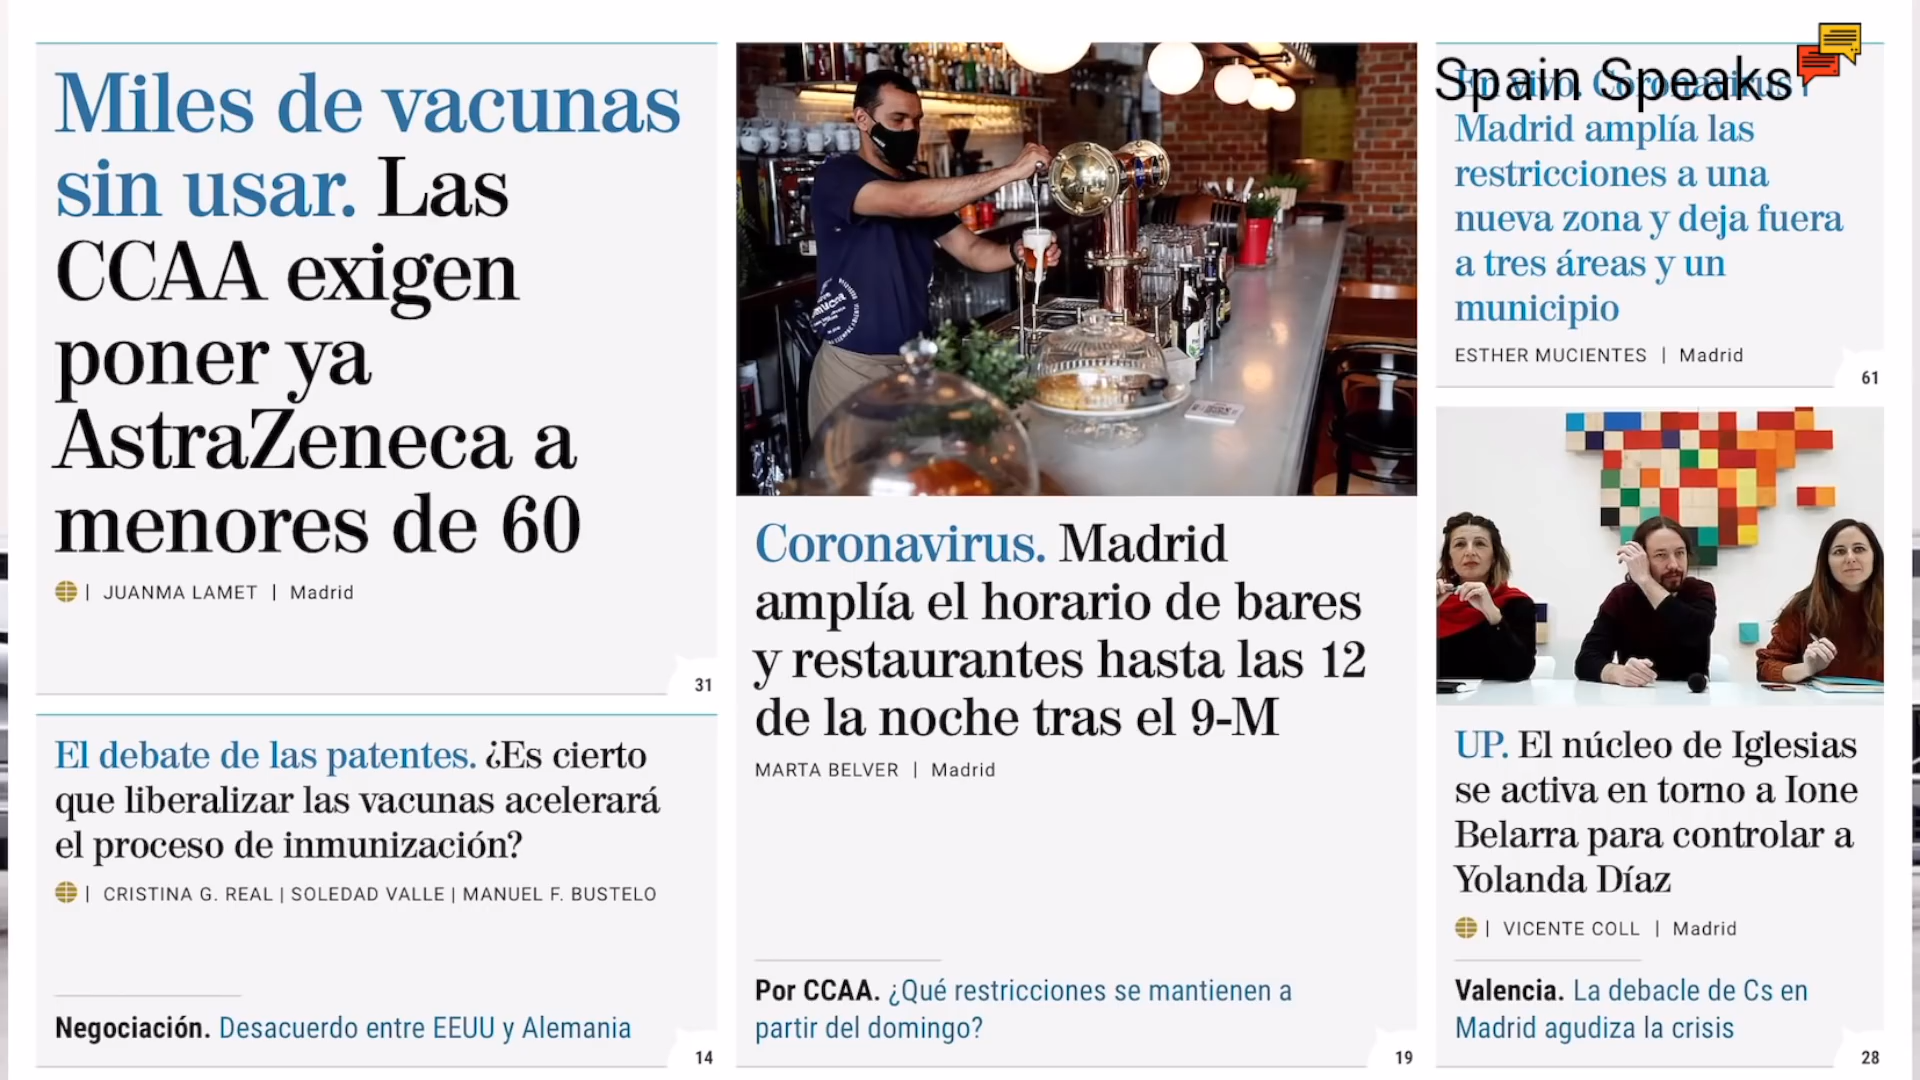 Miles de vacunas
sin usar. Las
CCAA exigen
poner ya
AstraZeneca a
menores de 60
| JUANMA LAMET | Madrid
31
El debate de las patentes. ¿Es cierto
que liberalizar las vacunas acelerará
el proceso de inmunización?
| CRISTINA G. REAL | SOLEDAD VALLE | MANUEL F. BUSTELO
Negociación. Desacuerdo entre EEUU y Alemania
14
Coronavirus. Madrid
amplía el horario de bares
y restaurantes hasta las 12
de la noche tras el 9-M
MARTA BELVER | Madrid
Por CCAA. ¿Qué restricciones se mantienen a
partir del domingo?
19
Spain Speaks
En vivo. Coronavirus |
Madrid amplía las
restricciones a una
nueva zona y deja fuera
a tres áreas y un
municipio
ESTHER MUCIENTES | Madrid
61
UP. El núcleo de Iglesias
se activa en torno a Ione
Belarra para controlar a
Yolanda Díaz
| VICENTE COLL | Madrid
Valencia. La debacle de Cs en
Madrid agudiza la crisis
28